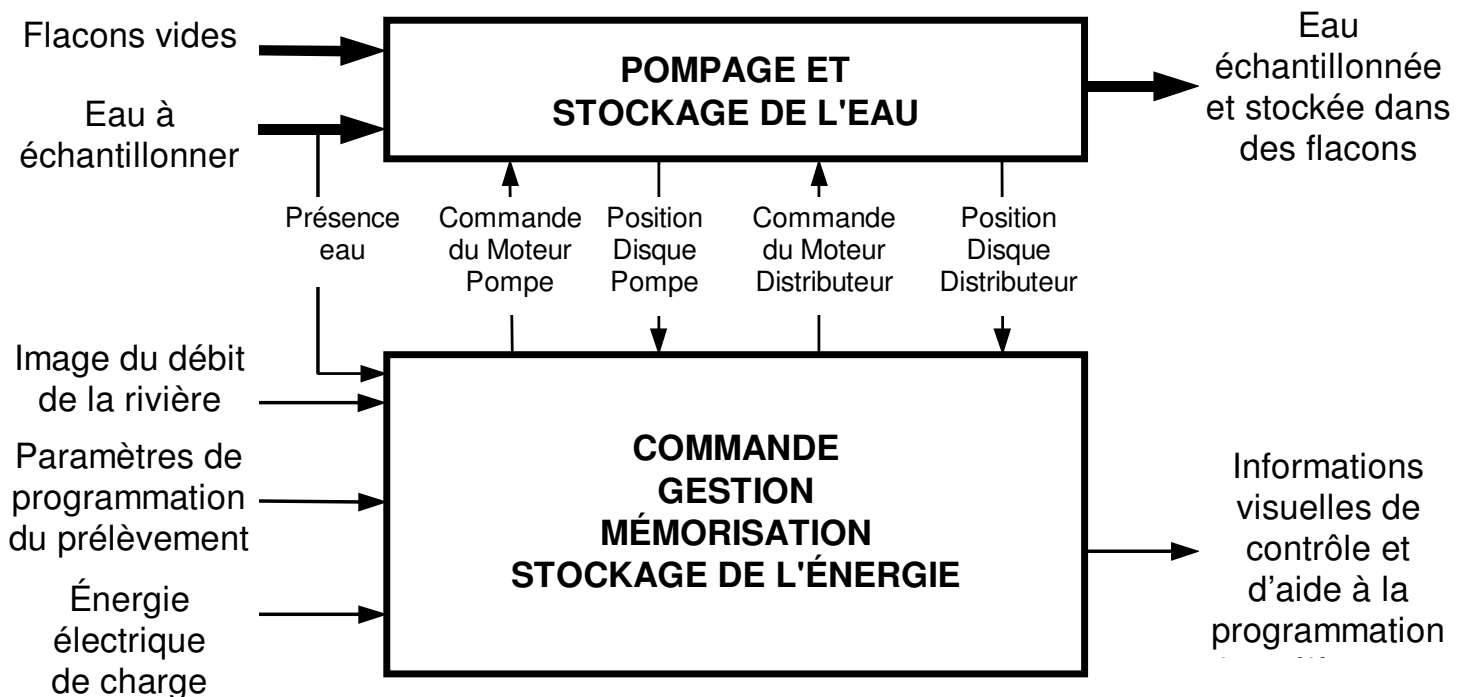 Flacons vides
Eau à
échantillonner
POMPAGE ET
STOCKAGE DE L'EAU
Eau
échantillonnée
et stockée dans
des flacons
Présence
eau
Commande
du Moteur
Pompe
Position
Disque
Pompe
Commande
du Moteur
Distributeur
Position
Disque
Distributeur
Image du débit
de la rivière
Paramètres de
programmation
du prélèvement
Énergie
électrique
de charge
COMMANDE
GESTION
MÉMORISATION
STOCKAGE DE L'ÉNERGIE
Informations
visuelles de
contrôle et
d’aide à la
programmation